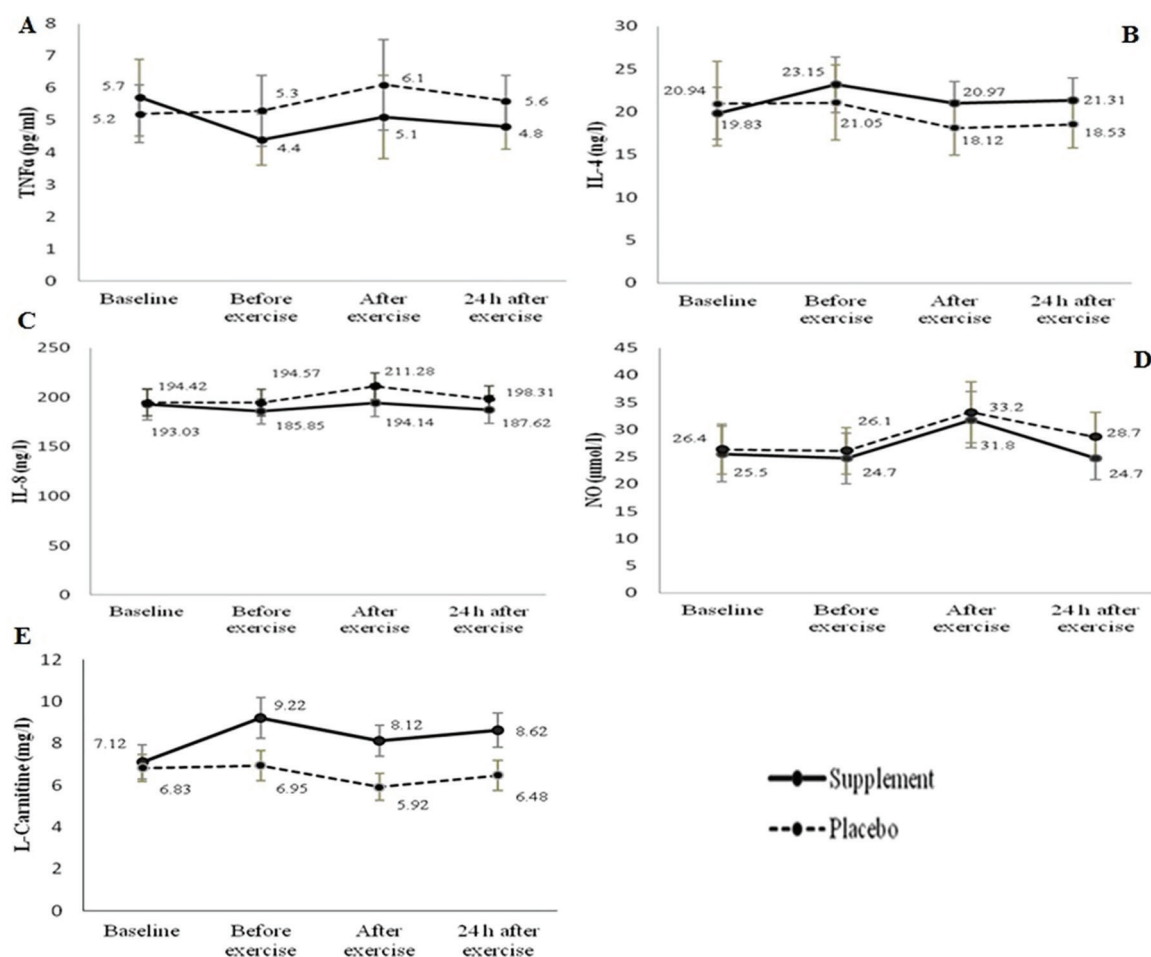 A
TNFα (pg/ml)
8
7
6
5
4
3
2
1
0
5.7
5.2
5.3
4.4
6.1
5.1
5.6
4.8
Baseline
Before
exercise
After
exercise
24 h after
exercise
B
IL-4 (ng/l)
30
25
20
15
10
5
0
20.94
19.83
23.15
21.05
20.97
18.12
21.31
18.53
Baseline
Before
exercise
After
exercise
24 h after
exercise
C
IL-8 (ng/l)
250
200
150
100
50
0
194.42
193.03
194.57
185.85
211.28
194.14
198.31
187.62
Baseline
Before
exercise
After
exercise
24 h after
exercise
D
NO (μmol/l)
45
40
35
30
25
20
15
10
5
0
26.4
25.5
26.1
24.7
33.2
31.8
28.7
24.7
Baseline
Before
exercise
After
exercise
24 h after
exercise
E
L-Carnitine (mg/l)
12
10
8
6
4
2
0
7.12
6.83
9.22
6.95
8.12
5.92
8.62
6.48
Baseline
Before
exercise
After
exercise
24 h after
exercise
Supplement
Placebo